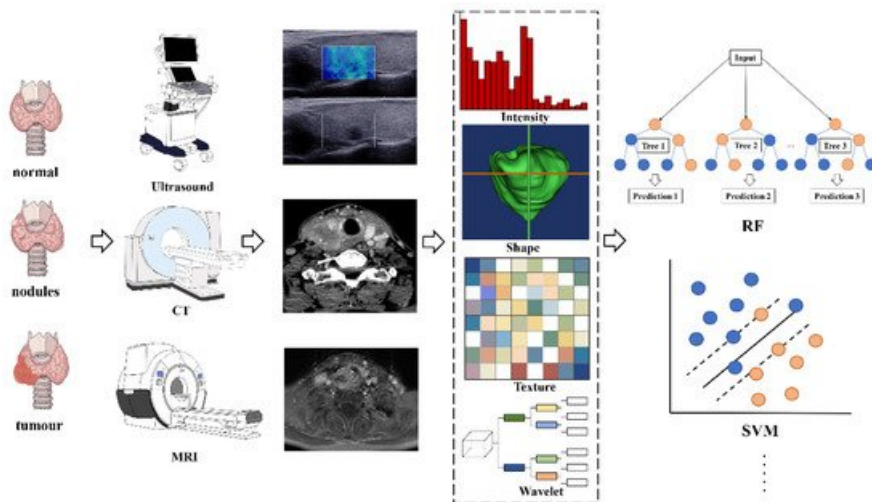 normal
nodules
tumour
Ultrasound
CT
MRI
Intensity
Shape
Texture
Wavelet
Input
Tree 1
Tree 2
...
Tree 3
Prediction 1
Prediction 2
Prediction 3
RF
SVM